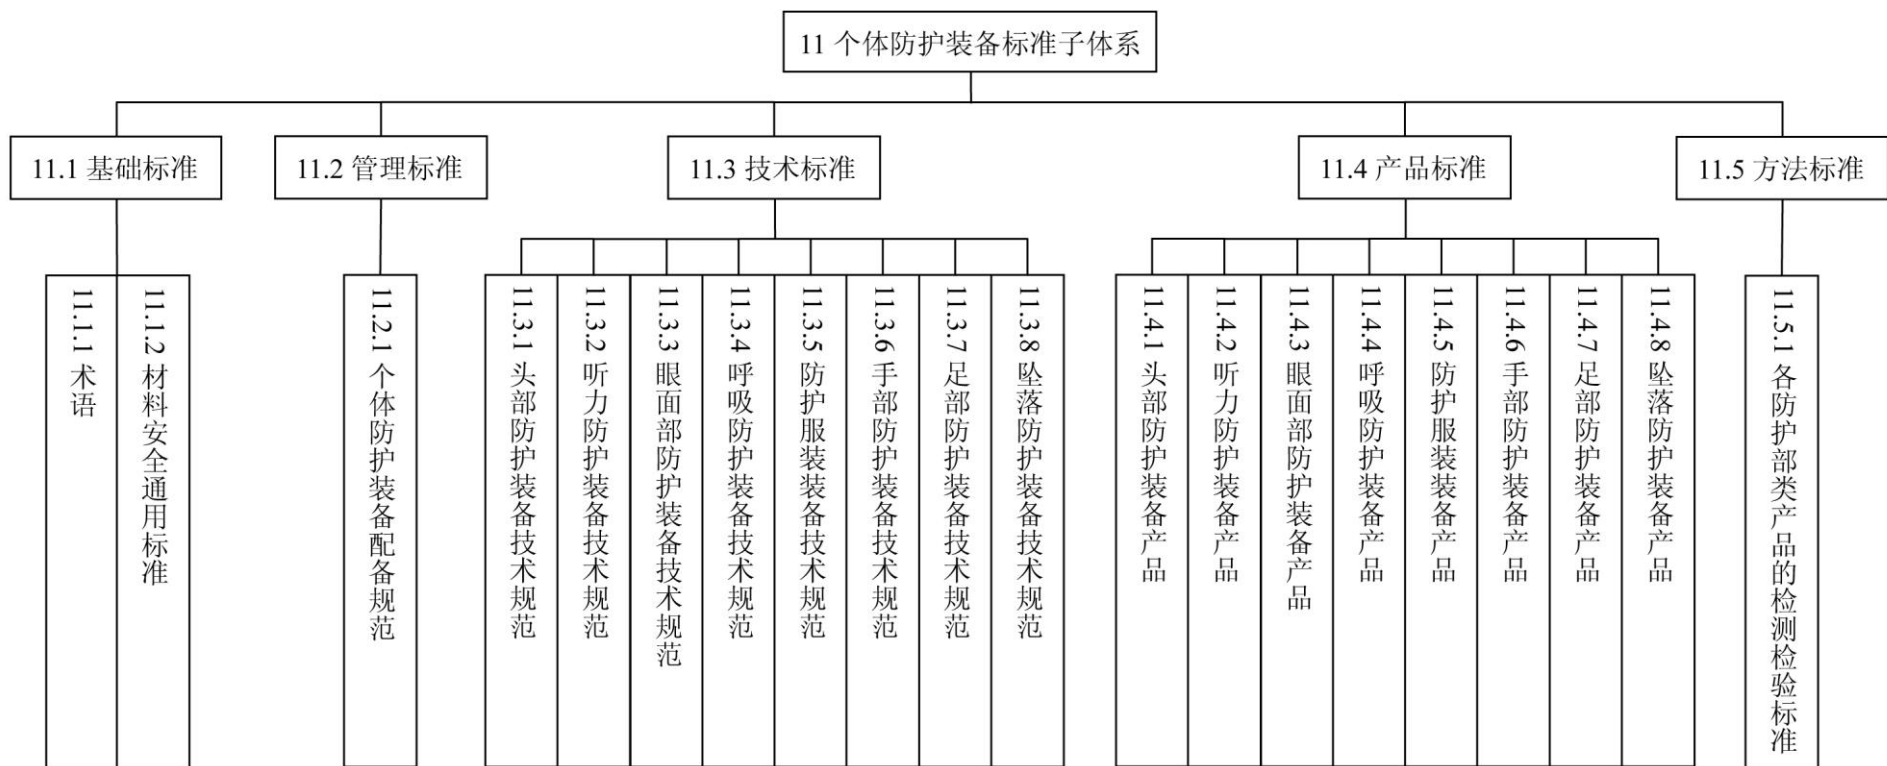 11 个体防护装备标准子体系
11.1 基础标准
11.2 管理标准
11.3 技术标准
11.4 产品标准
11.5 方法标准
11.1.1 术语
11.1.2 材料安全通用标准
11.2.1 个体防护装备配备规范
11.3.1 头部防护装备技术规范
11.3.2 听力防护装备技术规范
11.3.3 眼面部防护装备技术规范
11.3.4 呼吸防护装备技术规范
11.3.5 防护服装装备技术规范
11.3.6 手部防护装备技术规范
11.3.7 足部防护装备技术规范
11.3.8 坠落防护装备技术规范
11.4.1 头部防护装备产品
11.4.2 听力防护装备产品
11.4.3 眼面部防护装备产品
11.4.4 呼吸防护装备产品
11.4.5 防护服装装备产品
11.4.6 手部防护装备产品
11.4.7 足部防护装备产品
11.4.8 坠落防护装备产品
11.5.1 各防护部类产品的检测检验标准